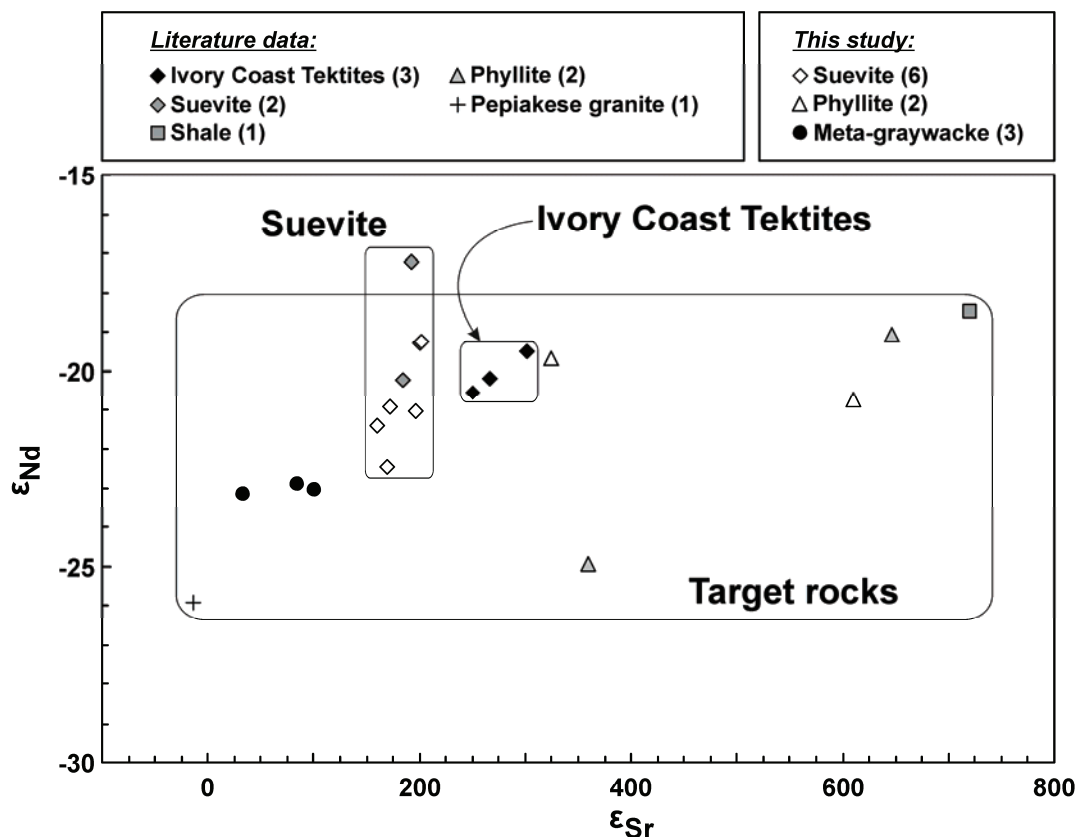 Literature data:
Ivory Coast Tektites (3)
Suevite (2)
Shale (1)
Phyllite (2)
Pepiakese granite (1)
This study:
Suevite (6)
Phyllite (2)
Meta-graywacke (3)
-15
-20
-25
-30
εNd
Suevite
Ivory Coast Tektites
Target rocks
0
200
400
600
800
εSr